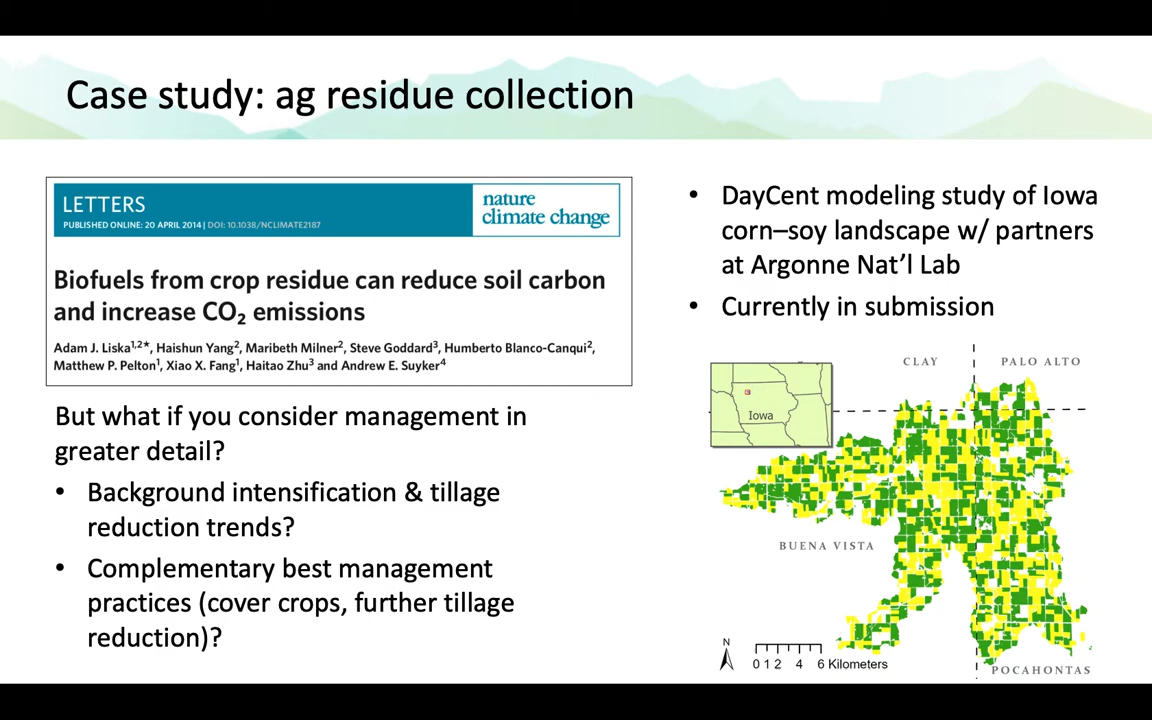 Case study: ag residue collection
LETTERS
PUBLISHED ONLINE: 20 APRIL 2014 | DOI: 10.1038/NCLIMATE2187
nature
climate change
Biofuels from crop residue can reduce soil carbon
and increase CO₂ emissions
Adam J. Liska¹,²*, Haishun Yang², Maribeth Milner², Steve Goddard³, Humberto Blanco-Canqui²,
Matthew P. Pelton¹, Xiao X. Fang¹, Haitao Zhu³ and Andrew E. Suyker⁴
But what if you consider management in
greater detail?
• Background intensification & tillage
reduction trends?
• Complementary best management
practices (cover crops, further tillage
reduction)?
• DayCent modeling study of Iowa
corn–soy landscape w/ partners
at Argonne Nat’l Lab
• Currently in submission
CLAY
PALO ALTO
Iowa
BUENA VISTA
N
0 1 2 4 6 Kilometers
POCAHONTAS